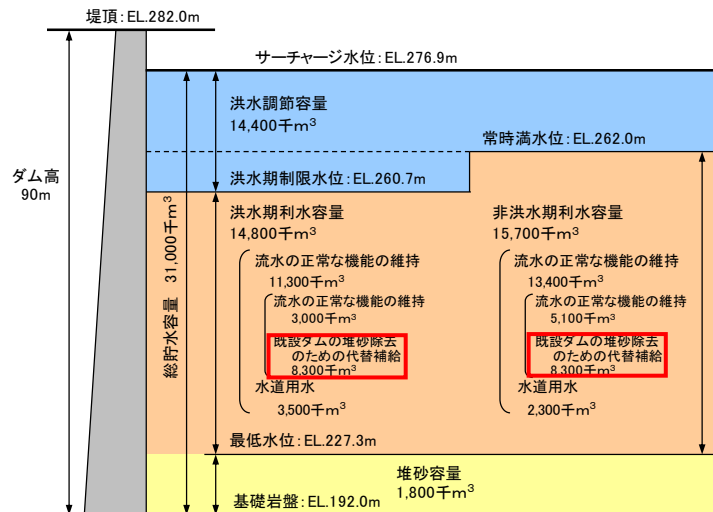 堤頂:EL.282.0m
サーチャージ水位:EL.276.9m
洪水調節容量
14,400千m³
常時満水位:EL.262.0m
ダム高
90m
洪水期制限水位:EL.260.7m
総貯水容量 31,000千m³
洪水期利水容量
14,800千m³
流水の正常な機能の維持
11,300千m³
流水の正常な機能の維持
3,000千m³
既設ダムの堆砂除去
のための代替補給
8,300千m³
水道用水
3,500千m³
非洪水期利水容量
15,700千m³
流水の正常な機能の維持
13,400千m³
流水の正常な機能の維持
5,100千m³
既設ダムの堆砂除去
のための代替補給
8,300千m³
水道用水
2,300千m³
最低水位:EL.227.3m
堆砂容量
1,800千m³
基礎岩盤:EL.192.0m